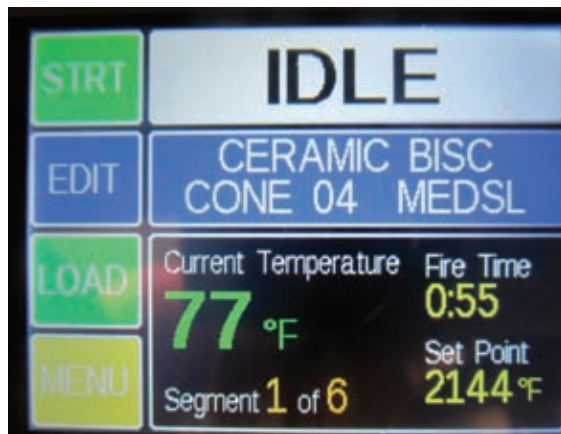 STRT
IDLE
EDIT
CERAMIC BISC
CONE 04 MEDSL
LOAD
Current Temperature
77 °F
Fire Time
0:55
MENU
Segment 1 of 6
Set Point
2144 °F